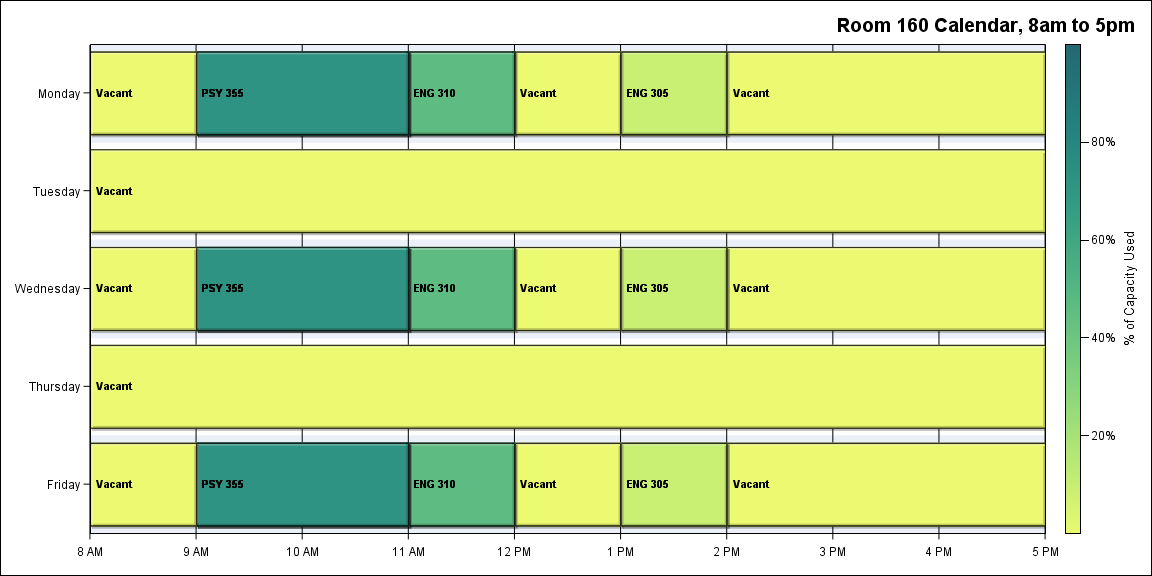 Room 160 Calendar, 8am to 5pm
Monday
Vacant
PSY 355
ENG 310
Vacant
ENG 305
Vacant
Tuesday
Vacant
Wednesday
Vacant
PSY 355
ENG 310
Vacant
ENG 305
Vacant
Thursday
Vacant
Friday
Vacant
PSY 355
ENG 310
Vacant
ENG 305
Vacant
8 AM
9 AM
10 AM
11 AM
12 PM
1 PM
2 PM
3 PM
4 PM
5 PM
80%
60%
40%
20%
% of Capacity Used